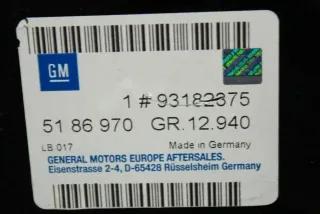 GM
1 # 93182375
51 86 970 GR.12.940
LB 017 Made in Germany
GENERAL MOTORS EUROPE AFTERSALES.
Eisenstrasse 2-4, D-65428 Rüsselsheim Germany